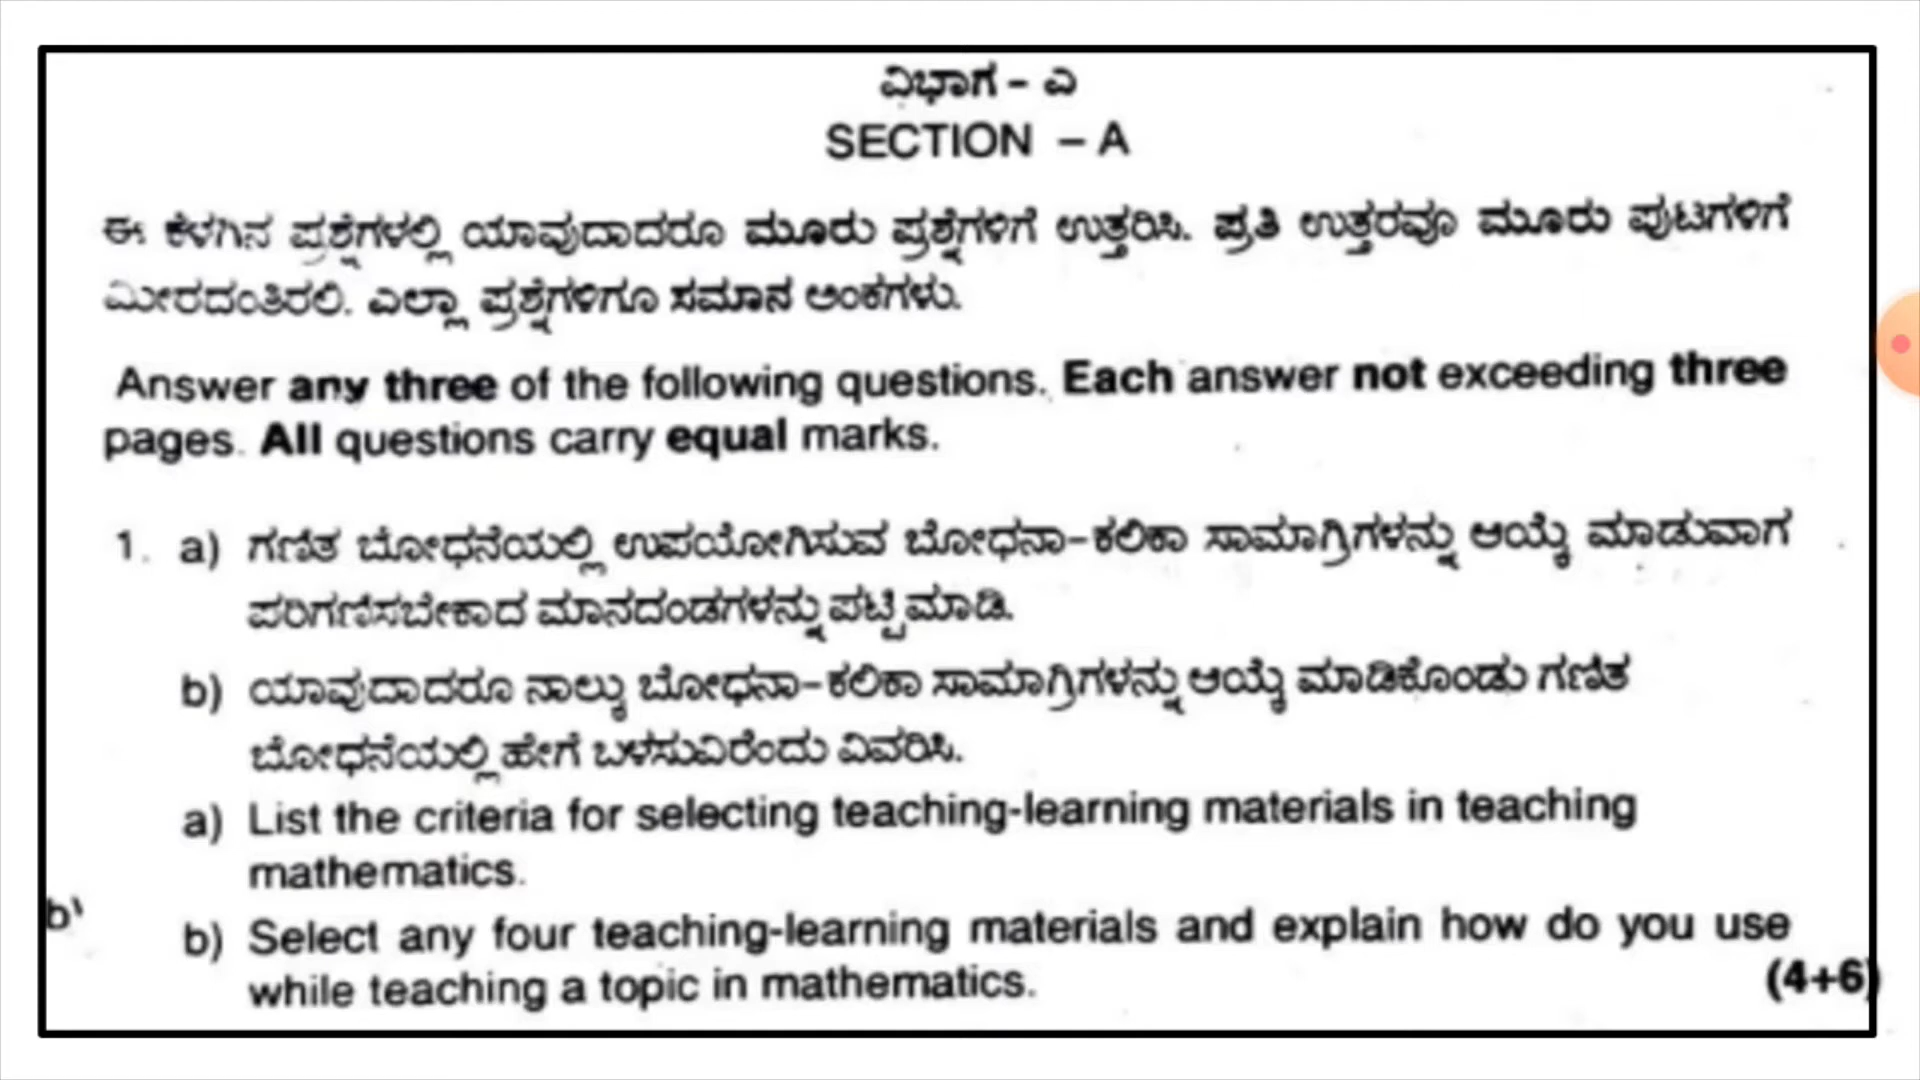 ವಿಭಾಗ – ಎ
SECTION – A
ಈ ಕೆಳಗಿನ ಪ್ರಶ್ನೆಗಳಲ್ಲಿ ಯಾವುದಾದರೂ ಮೂರು ಪ್ರಶ್ನೆಗಳಿಗೆ ಉತ್ತರಿಸಿ. ಪ್ರತಿ ಉತ್ತರವೂ ಮೂರು ಪುಟಗಳಿಗೆ
ಮೀರದಂತಿರಲಿ. ಎಲ್ಲಾ ಪ್ರಶ್ನೆಗಳಿಗೂ ಸಮಾನ ಅಂಕಗಳು.
Answer any three of the following questions. Each answer not exceeding three
pages. All questions carry equal marks.
1. a) ಗಣಿತ ಬೋಧನೆಯಲ್ಲಿ ಉಪಯೋಗಿಸುವ ಬೋಧನಾ–ಕಲಿಕಾ ಸಾಮಾಗ್ರಿಗಳನ್ನು ಆಯ್ಕೆ ಮಾಡುವಾಗ
ಪರಿಗಣಿಸಬೇಕಾದ ಮಾನದಂಡಗಳನ್ನು ಪಟ್ಟಿಮಾಡಿ.
b) ಯಾವುದಾದರೂ ನಾಲ್ಕು ಬೋಧನಾ–ಕಲಿಕಾ ಸಾಮಾಗ್ರಿಗಳನ್ನು ಆಯ್ಕೆ ಮಾಡಿಕೊಂಡು ಗಣಿತ
ಬೋಧನೆಯಲ್ಲಿ ಹೇಗೆ ಬಳಸುವಿರೆಂದು ವಿವರಿಸಿ.
a) List the criteria for selecting teaching-learning materials in teaching
mathematics.
b) Select any four teaching-learning materials and explain how do you use
while teaching a topic in mathematics.
(4+6)